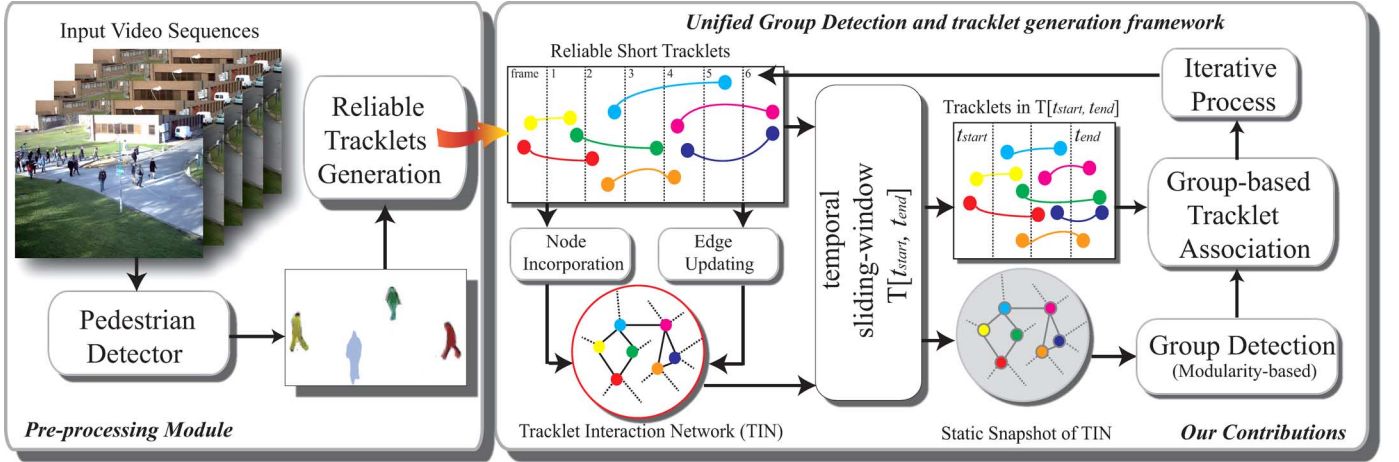 Input Video Sequences
Reliable
Tracklets
Generation
Pedestrian
Detector
Pre-processing Module
Unified Group Detection and tracklet generation framework
Reliable Short Tracklets
frame 1 2 3 4 5 6
Node
Incorporation
Edge
Updating
Tracklet Interaction Network (TIN)
temporal
sliding-window
T[tstart, tend]
Tracklets in T[tstart, tend]
tstart tend
Static Snapshot of TIN
Iterative
Process
Group-based
Tracklet
Association
Group Detection
(Modularity-based)
Our Contributions